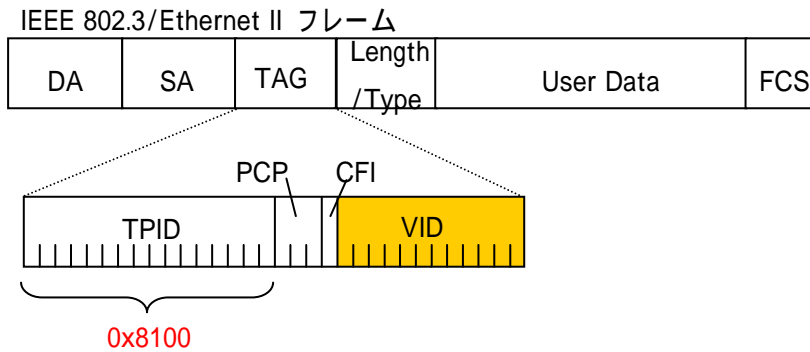 IEEE 802.3/Ethernet II フレーム
DA
SA
TAG
Length
/Type
User Data
FCS
PCP
CFI
TPID
VID
0x8100